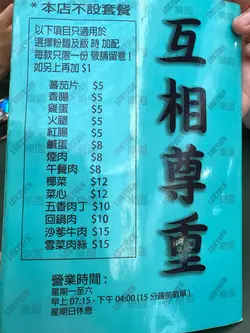 * 本店不設套餐
以下項目只適用於
選擇粉麵及飯時加配
每款只限一份 敬請留意！
如另上再加 $1
蕃茄片 $5
香腸 $5
雞蛋 $5
火腿 $5
紅腸 $5
鹹蛋 $8
煙肉 $8
午餐肉 $8
椰菜 $12
菜心 $12
五香肉丁 $10
回鍋肉 $10
沙爹牛肉 $15
雪菜肉絲 $15
營業時間：
星期一至六
早上 07:15 - 下午 04:00 (15 分鐘前截單)
星期日休息
互相尊重